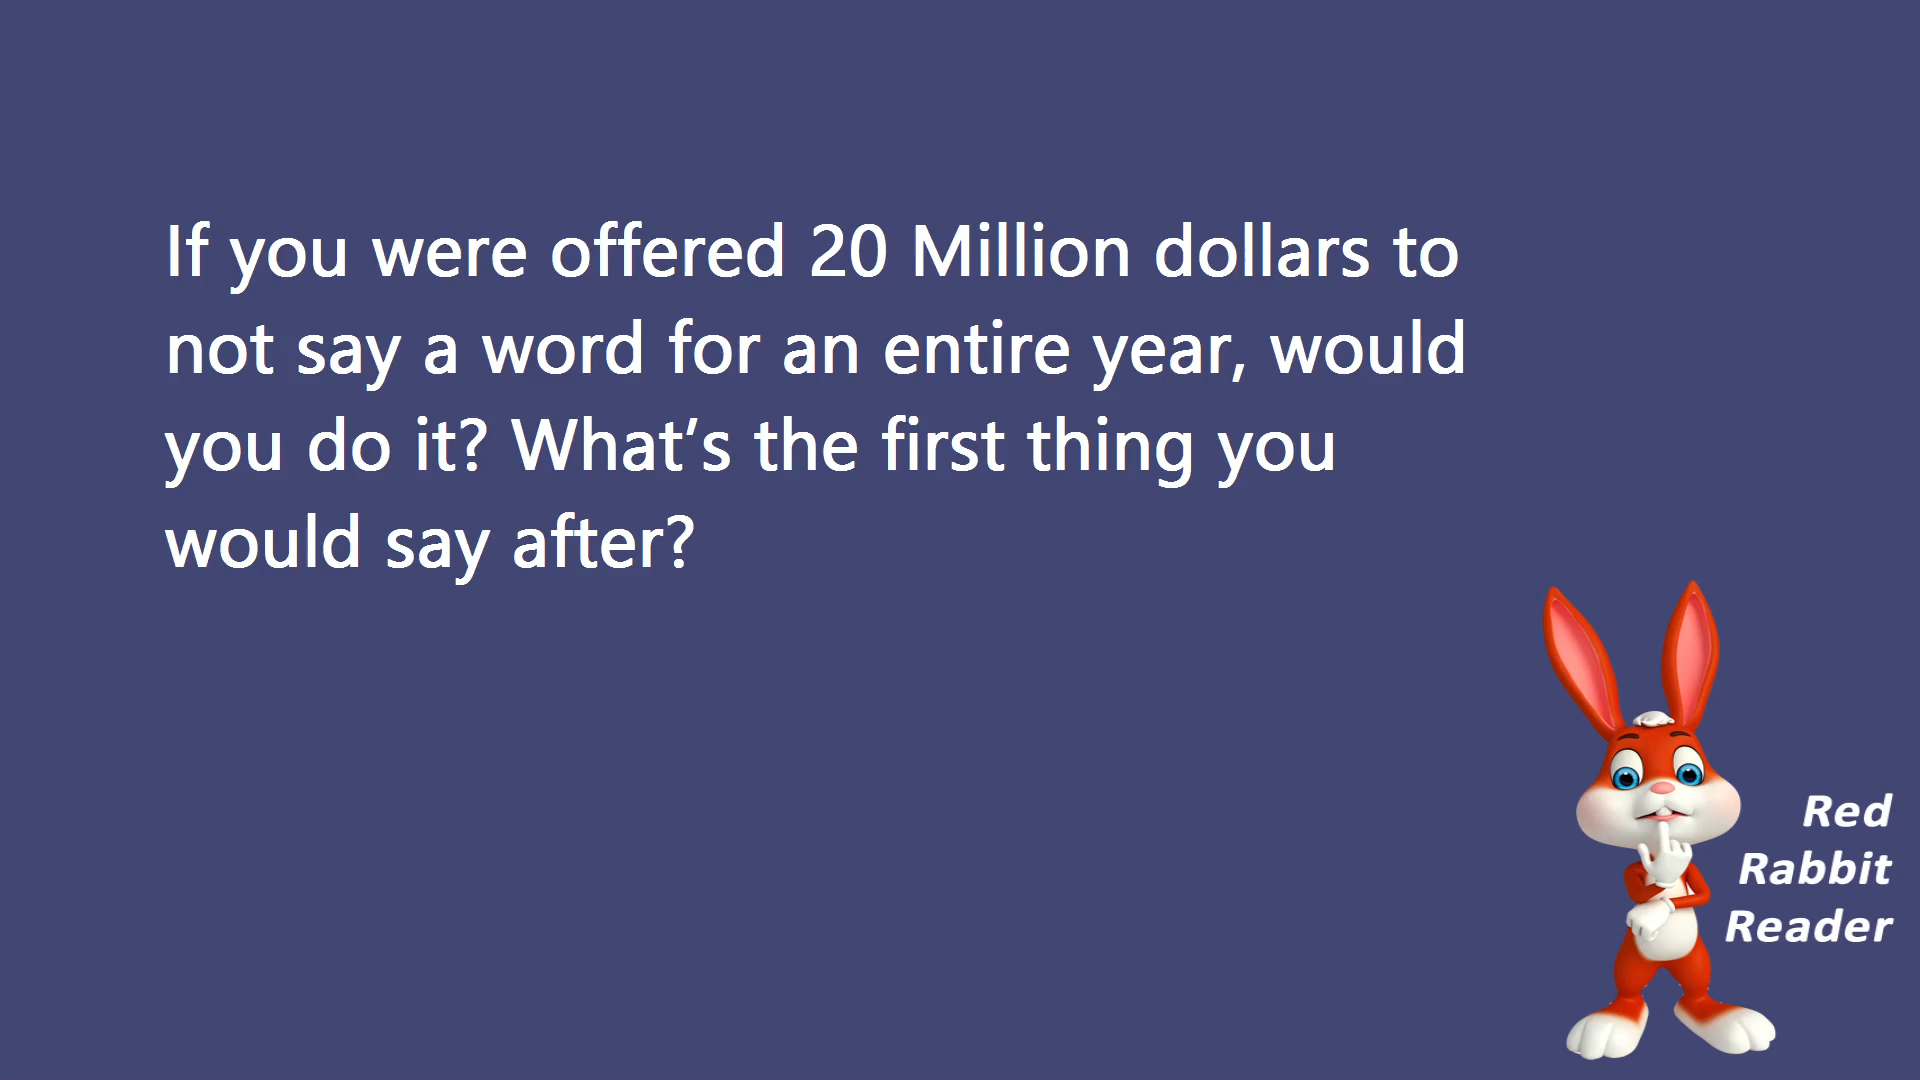 If you were offered 20 Million dollars to
not say a word for an entire year, would
you do it? What’s the first thing you
would say after?
Red
Rabbit
Reader